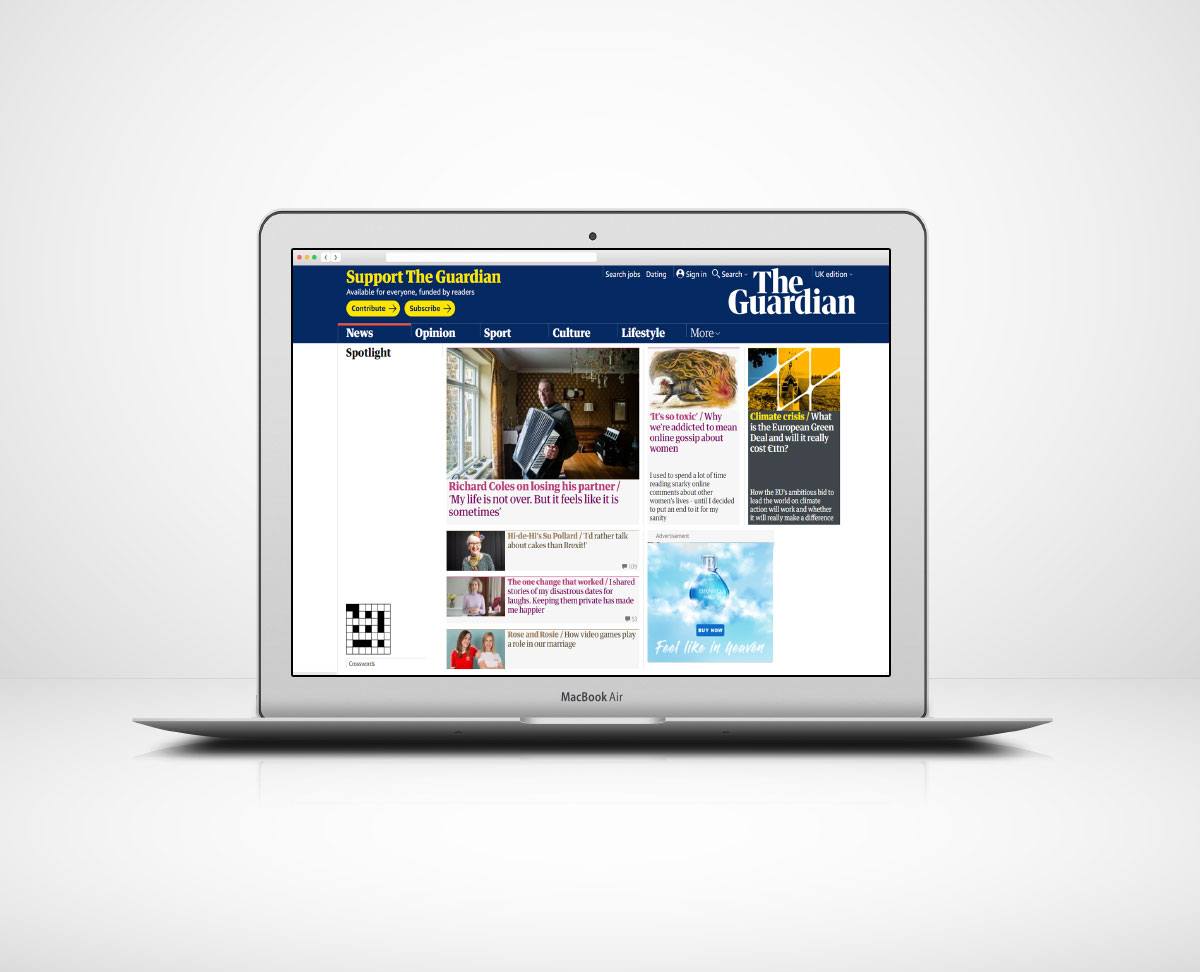 Support The Guardian
Available for everyone, funded by readers
Contribute →
Subscribe →
Search jobs
Dating
Sign in
Search
The
Guardian
UK edition
News
Opinion
Sport
Culture
Lifestyle
More
Spotlight
Richard Coles on losing his partner /
‘My life is not over. But it feels like it is
sometimes’
‘It’s so toxic’ / Why
we’re addicted to mean
online gossip about
women
I used to spend a lot of time
reading snarky online
comments about other
women’s lives – until I decided
to put an end to it for my
sanity
Climate crisis / What
is the European Green
Deal and will it really
cost €1tn?
How the EU’s ambitious bid to
lead the world on climate
action will work and whether
it will really make a difference
Hi-de-Hi’s Su Pollard / ‘I’d rather talk
about cakes than Brexit!’
109
The one change that worked / I shared
stories of my disastrous dates for
laughs. Keeping them private has made
me happier
53
Rose and Rosie / How video games play
a role in our marriage
Advertisement
BUY NOW
Feel like in heaven
Crosswords
MacBook Air